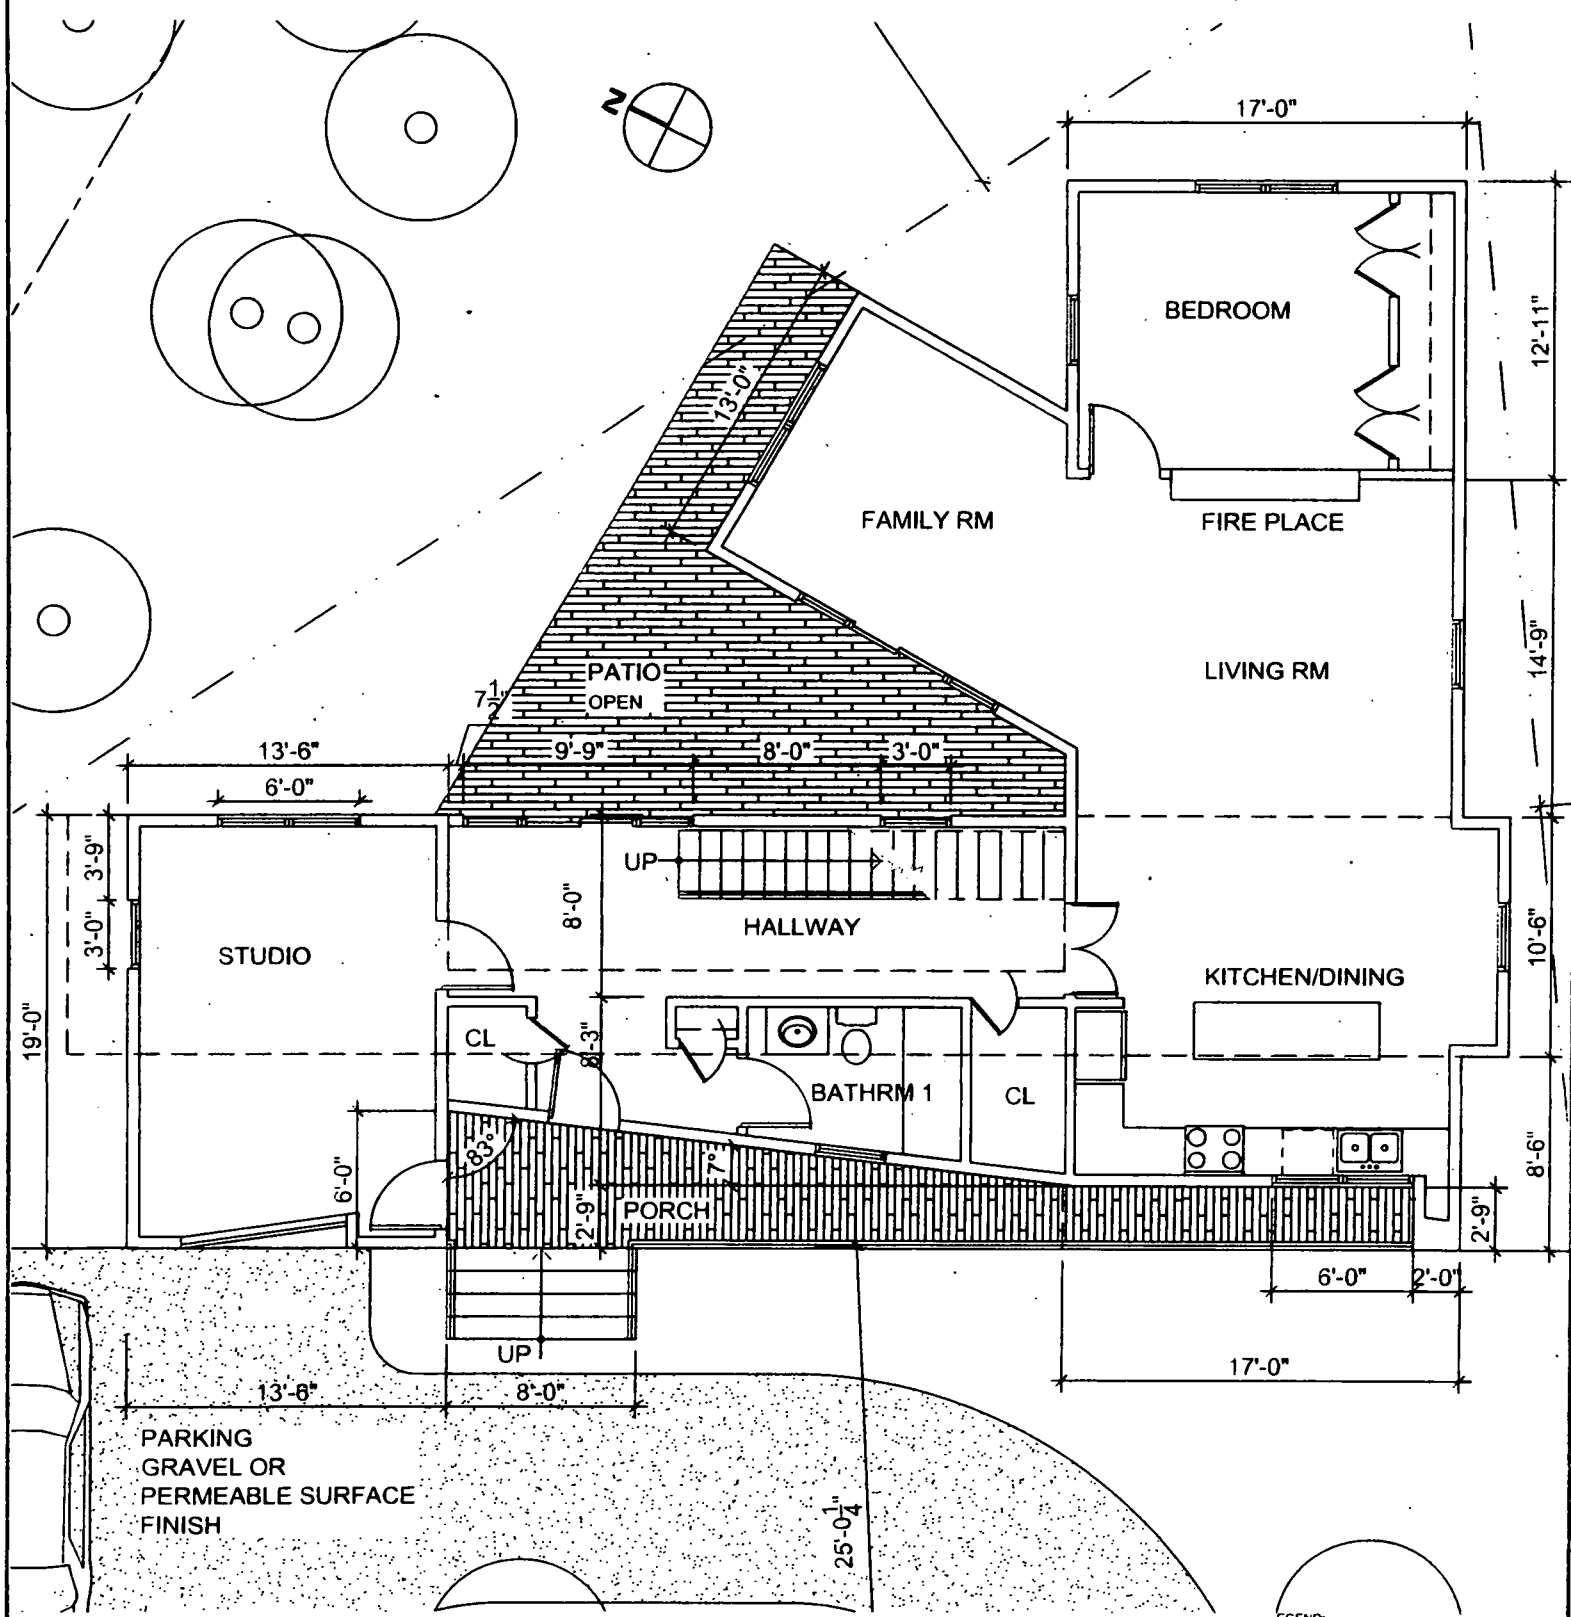 N
17'-0"
BEDROOM
12'-11"
13'-0"
FAMILY RM
FIRE PLACE
PATIO
OPEN
LIVING RM
14'-9"
7 1/2"
13'-6"
9'-9"
8'-0"
3'-0"
6'-0"
3'-9"
UP
8'-0"
HALLWAY
3'-0"
STUDIO
10'-6"
KITCHEN/DINING
19'-0"
CL
8'-3"
BATHRM 1
CL
83°
7°
6'-0"
8'-6"
2'-9"
PORCH
2'-9"
6'-0"
2'-0"
UP
17'-0"
13'-6"
8'-0"
PARKING
GRAVEL OR
PERMEABLE SURFACE
FINISH
25'-0 1/4"